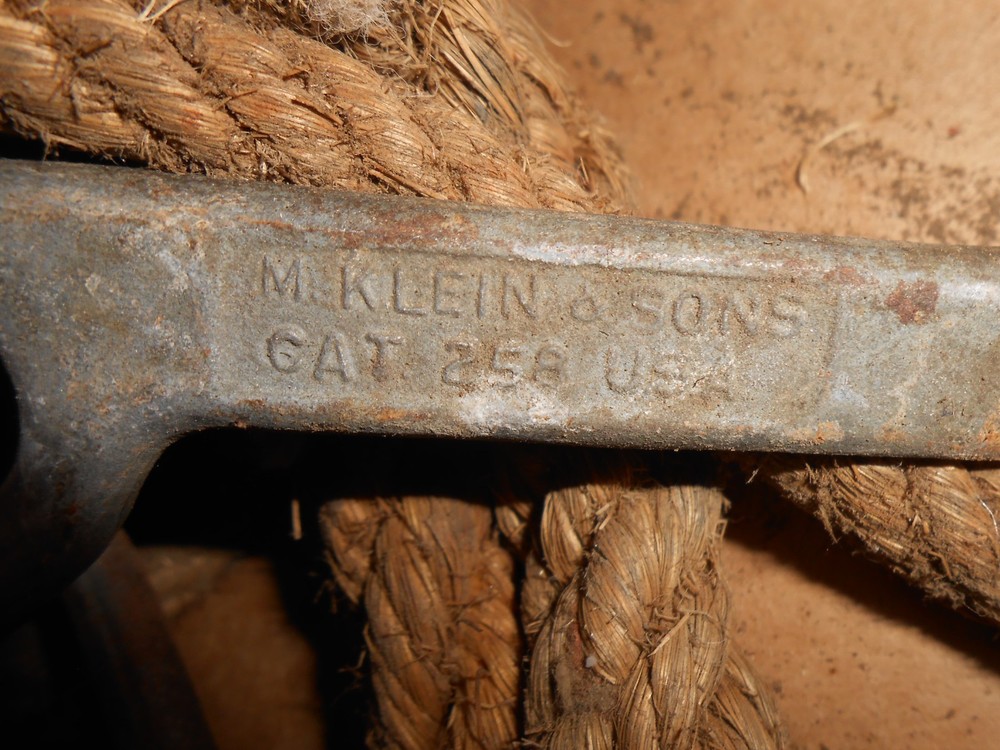 M. KLEIN & SONS
CAT 258 USA